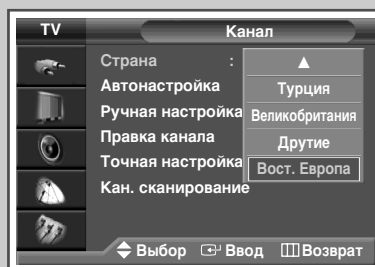 TV
Канал
Страна :
▲
Автонастройка
Турция
Ручная настройка
Великобритания
Правка канала
Друтие
Точная настройка
Вост. Европа
Кан. сканирование
Выбор Ввод Возврат